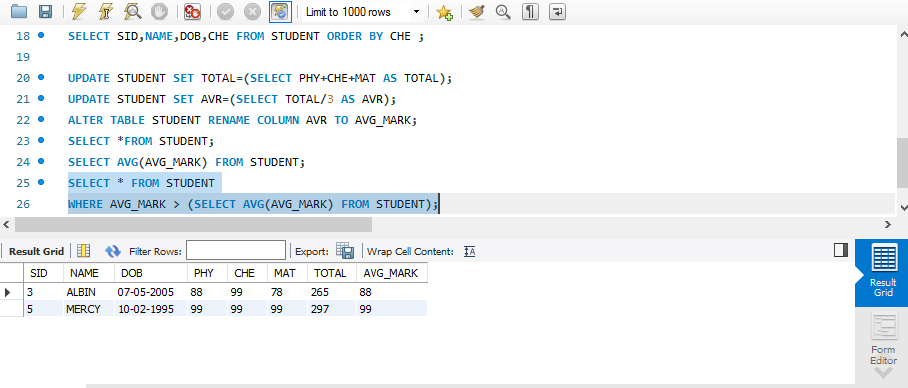 Limit to 1000 rows
18 SELECT SID,NAME,DOB,CHE FROM STUDENT ORDER BY CHE ;
19
20 UPDATE STUDENT SET TOTAL=(SELECT PHY+CHE+MAT AS TOTAL);
21 UPDATE STUDENT SET AVR=(SELECT TOTAL/3 AS AVR);
22 ALTER TABLE STUDENT RENAME COLUMN AVR TO AVG_MARK;
23 SELECT *FROM STUDENT;
24 SELECT AVG(AVG_MARK) FROM STUDENT;
25 SELECT * FROM STUDENT
26 WHERE AVG_MARK > (SELECT AVG(AVG_MARK) FROM STUDENT);
Result Grid Filter Rows: Export: Wrap Cell Content:
SID NAME DOB PHY CHE MAT TOTAL AVG_MARK
3 ALBIN 07-05-2005 88 99 78 265 88
5 MERCY 10-02-1995 99 99 99 297 99
Result
Grid
Form
Editor